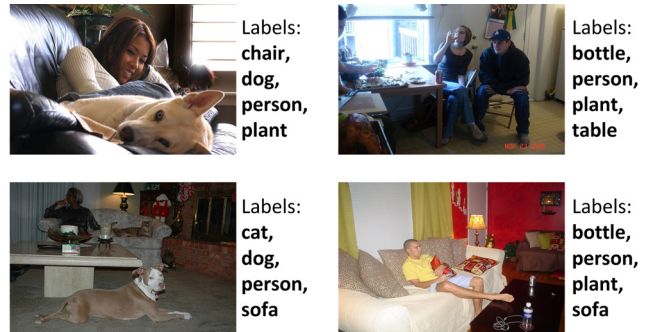 Labels:
chair,
dog,
person,
plant
Labels:
bottle,
person,
plant,
table
Labels:
cat,
dog,
person,
sofa
Labels:
bottle,
person,
plant,
sofa